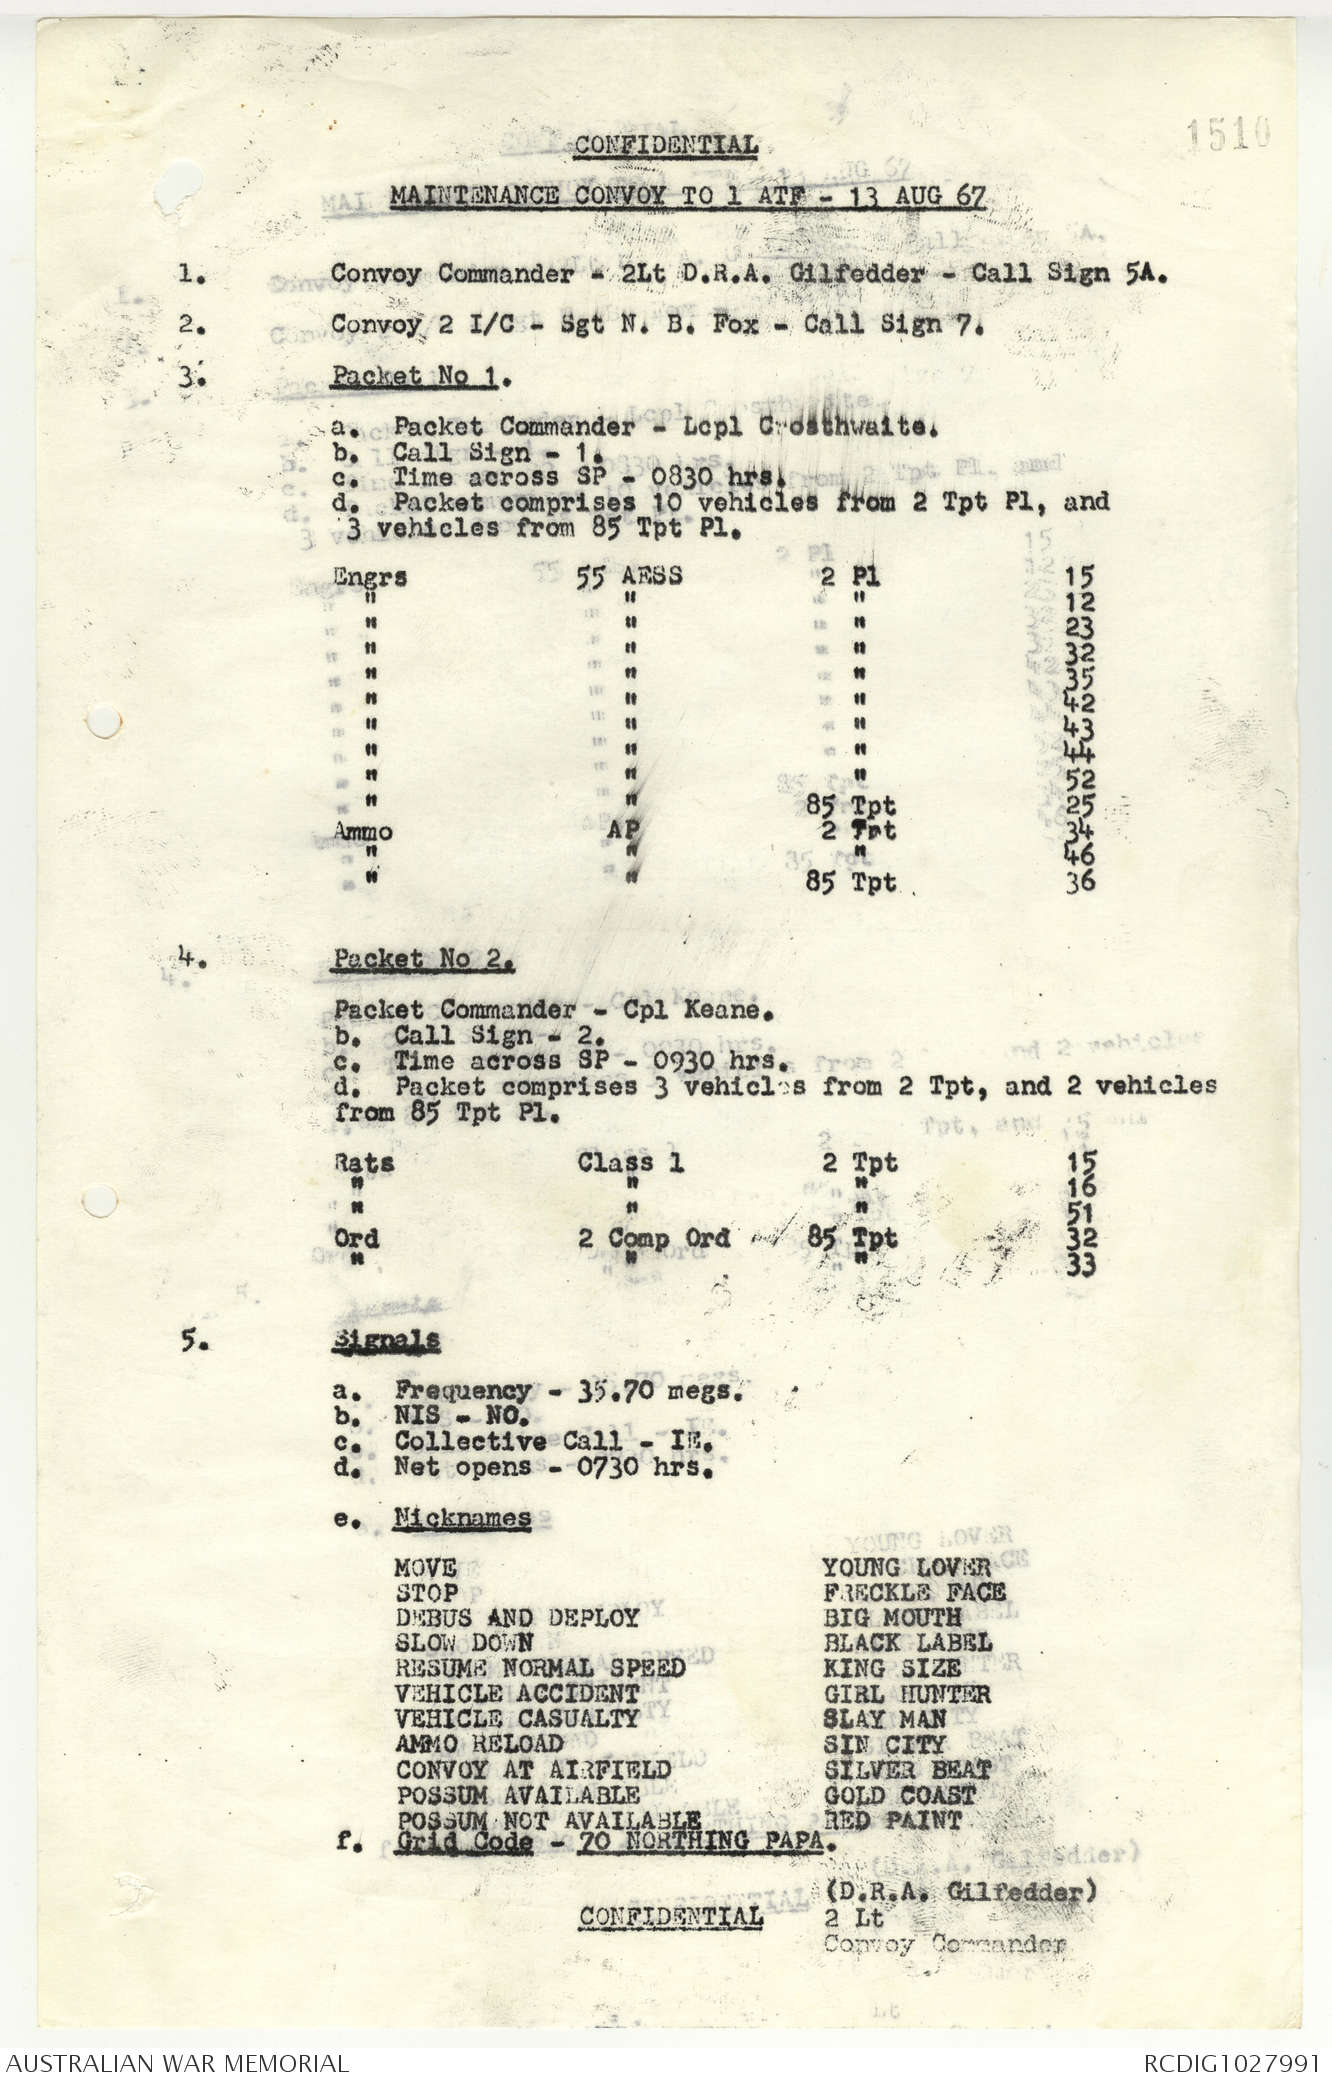 1510
CONFIDENTIAL
MAINTENANCE CONVOY TO 1 ATF - 13 AUG 67
1. Convoy Commander - 2Lt D.R.A. Gilfedder - Call Sign 5A.
2. Convoy 2 I/C - Sgt N. B. Fox - Call Sign 7.
3. Packet No 1.
a. Packet Commander - Lcpl Crosthwaite.
b. Call Sign - 1.
c. Time across SP - 0830 hrs.
d. Packet comprises 10 vehicles from 2 Tpt Pl, and
3 vehicles from 85 Tpt Pl.
Engrs 55 AESS 2 Pl 15
" " " 12
" " " 23
" " " 32
" " " 35
" " " 42
" " " 43
" " " 44
" " " 52
" " 85 Tpt 25
Ammo AP 2 Tpt 34
" " " 46
" " 85 Tpt 36
4. Packet No 2.
Packet Commander - Cpl Keane.
b. Call Sign - 2.
c. Time across SP - 0930 hrs.
d. Packet comprises 3 vehicles from 2 Tpt, and 2 vehicles
from 85 Tpt Pl.
Rats Class 1 2 Tpt 15
" " " 16
" " " 51
Ord 2 Comp Ord 85 Tpt 32
" " " 33
5. Signals
a. Frequency - 35.70 megs.
b. NIS - NO.
c. Collective Call - IE.
d. Net opens - 0730 hrs.
e. Nicknames
MOVE YOUNG LOVER
STOP FRECKLE FACE
DEBUS AND DEPLOY BIG MOUTH
SLOW DOWN BLACK LABEL
RESUME NORMAL SPEED KING SIZE
VEHICLE ACCIDENT GIRL HUNTER
VEHICLE CASUALTY SLAY MAN
AMMO RELOAD SIN CITY
CONVOY AT AIRFIELD SILVER BEAT
POSSUM AVAILABLE GOLD COAST
POSSUM NOT AVAILABLE RED PAINT
f. Grid Code - 70 NORTHING PAPA.
(D.R.A. Gilfedder)
2 Lt
Convoy Commander
CONFIDENTIAL
AUSTRALIAN WAR MEMORIAL RCDIG1027991